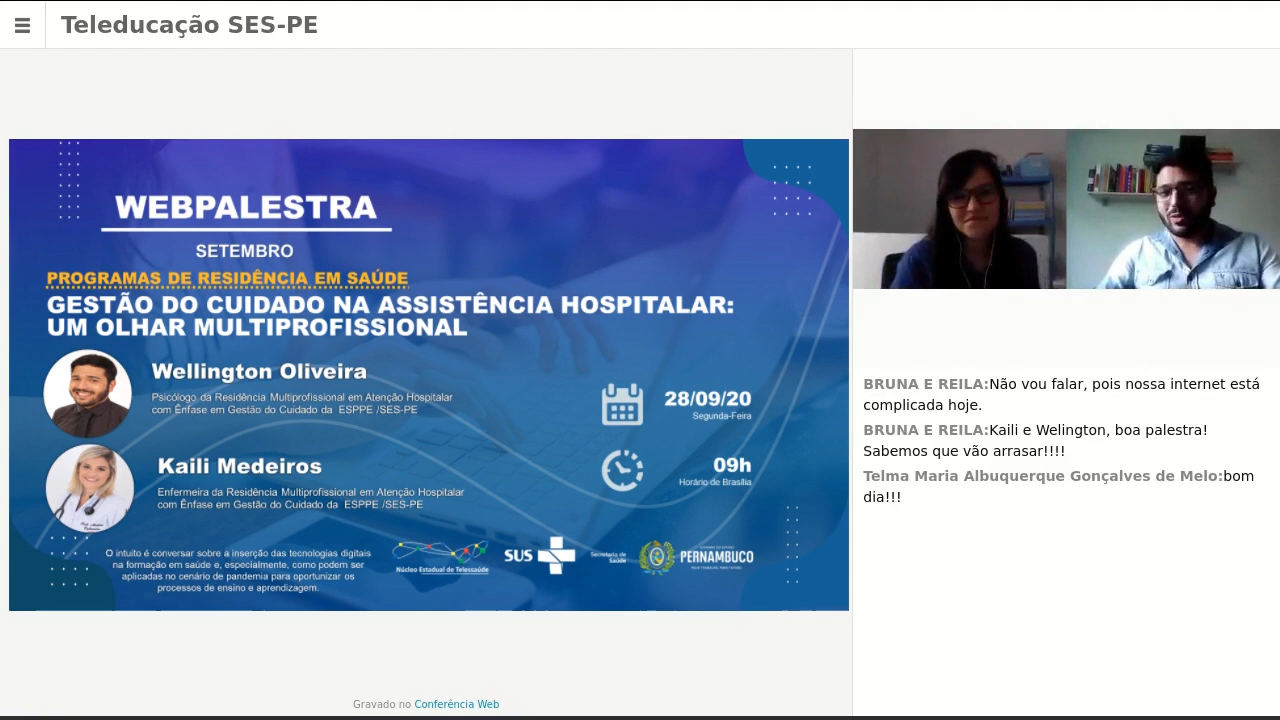 Teleducação SES-PE
WEBPALESTRA
SETEMBRO
PROGRAMAS DE RESIDÊNCIA EM SAÚDE
GESTÃO DO CUIDADO NA ASSISTÊNCIA HOSPITALAR:
UM OLHAR MULTIPROFISSIONAL
Wellington Oliveira
Psicólogo da Residência Multiprofissional em Atenção Hospitalar
com Ênfase em Gestão do Cuidado da ESPPE /SES-PE
28/09/20
Segunda-Feira
Kaili Medeiros
Enfermeira da Residência Multiprofissional em Atenção Hospitalar
com Ênfase em Gestão do Cuidado da ESPPE /SES-PE
09h
Horário de Brasília
O intuito é conversar sobre a inserção das tecnologias digitais
na formação em saúde e, especialmente, como podem ser
aplicadas no cenário de pandemia para oportunizar os
processos de ensino e aprendizagem.
Núcleo Estadual de Telessaúde
SUS
Secretaria de
Saúde
PERNAMBUCO
BRUNA E REILA:Não vou falar, pois nossa internet está
complicada hoje.
BRUNA E REILA:Kaili e Welington, boa palestra!
Sabemos que vão arrasar!!!!
Telma Maria Albuquerque Gonçalves de Melo:bom
dia!!!
Gravado no Conferência Web